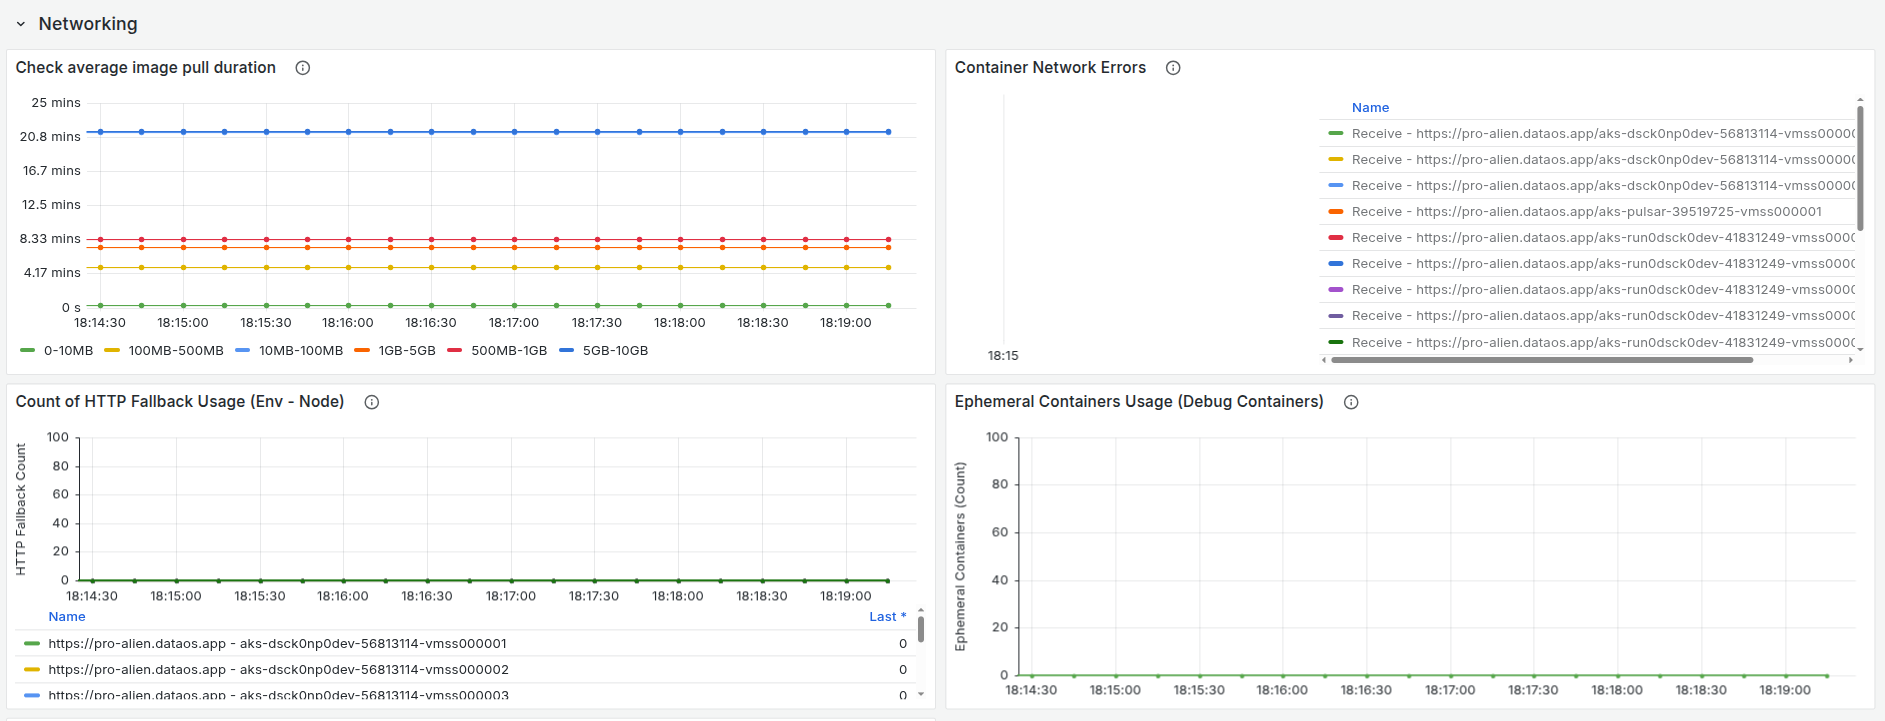 Networking
Check average image pull duration
25 mins
20.8 mins
16.7 mins
12.5 mins
8.33 mins
4.17 mins
0 s
18:14:30 18:15:00 18:15:30 18:16:00 18:16:30 18:17:00 18:17:30 18:18:00 18:18:30 18:19:00
0-10MB 100MB-500MB 10MB-100MB 1GB-5GB 500MB-1GB 5GB-10GB
Container Network Errors
Name
Receive - https://pro-alien.dataos.app/aks-dsck0np0dev-56813114-vmss0000
Receive - https://pro-alien.dataos.app/aks-dsck0np0dev-56813114-vmss0000
Receive - https://pro-alien.dataos.app/aks-dsck0np0dev-56813114-vmss0000
Receive - https://pro-alien.dataos.app/aks-pulsar-39519725-vmss000001
Receive - https://pro-alien.dataos.app/aks-run0dsck0dev-41831249-vmss000
Receive - https://pro-alien.dataos.app/aks-run0dsck0dev-41831249-vmss000
Receive - https://pro-alien.dataos.app/aks-run0dsck0dev-41831249-vmss000
Receive - https://pro-alien.dataos.app/aks-run0dsck0dev-41831249-vmss000
Receive - https://pro-alien.dataos.app/aks-run0dsck0dev-41831249-vmss000
18:15
Count of HTTP Fallback Usage (Env - Node)
HTTP Fallback Count
100
80
60
40
20
0
18:14:30 18:15:00 18:15:30 18:16:00 18:16:30 18:17:00 18:17:30 18:18:00 18:18:30 18:19:00
Name Last *
https://pro-alien.dataos.app - aks-dsck0np0dev-56813114-vmss000001 0
https://pro-alien.dataos.app - aks-dsck0np0dev-56813114-vmss000002 0
https://pro-alien.dataos.app - aks-dsck0np0dev-56813114-vmss000003 0
Ephemeral Containers Usage (Debug Containers)
Ephemeral Containers (Count)
100
80
60
40
20
0
18:14:30 18:15:00 18:15:30 18:16:00 18:16:30 18:17:00 18:17:30 18:18:00 18:18:30 18:19:00